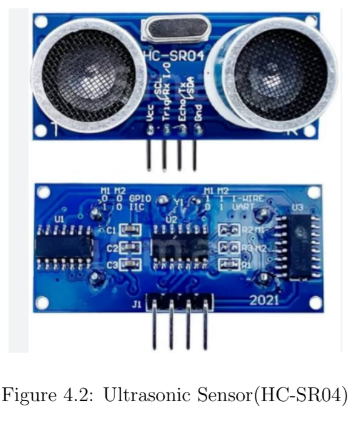 HC-SR04
Vcc
Trig/Rx
SCL
I/O
Echo/Tx
/SDA
Gnd
T
R
M1 M2
0 0 GPIO
1 0 IIC
M1 M2
1 1 I-WIRE
0 1 UART
Y1
U1
U2
U3
C1
C2
C3
R2
M1
R3
M2
R1
J1
2021
Figure 4.2: Ultrasonic Sensor(HC-SR04)